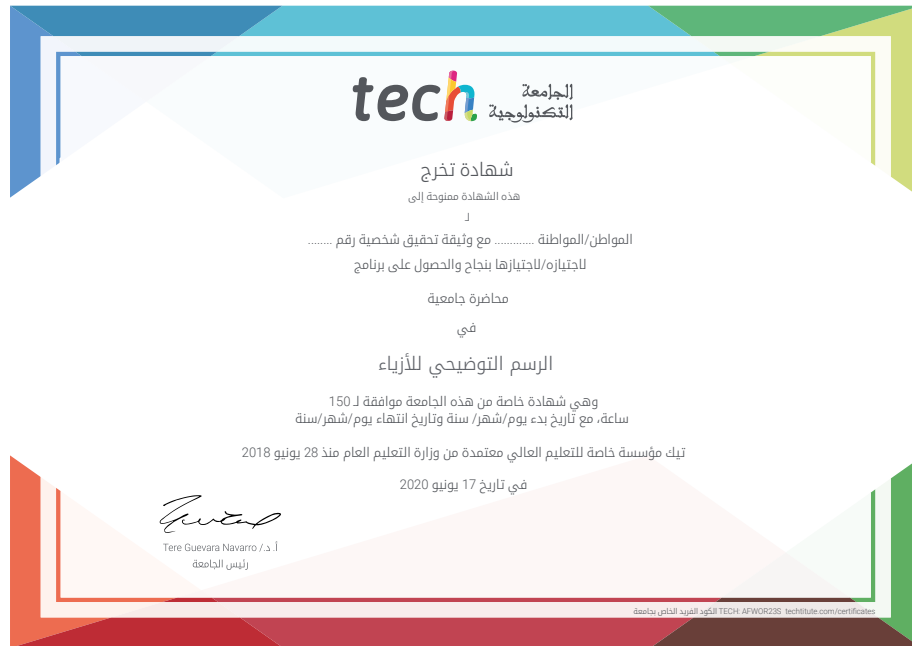 tech الجامعة
التكنولوجية
شهادة تخرج
هذه الشهادة ممنوحة إلى
لـ
المواطن/المواطنة ............ مع وثيقة تحقيق شخصية رقم ........
لاجتيازه/لاجتيازها بنجاح والحصول على برنامج
محاضرة جامعية
في
الرسم التوضيحي للأزياء
وهي شهادة خاصة من هذه الجامعة موافقة لـ 150
ساعة، مع تاريخ بدء يوم/شهر/ سنة وتاريخ انتهاء يوم/شهر/سنة
تيك مؤسسة خاصة للتعليم العالي معتمدة من وزارة التعليم العام منذ 28 يونيو 2018
في تاريخ 17 يونيو 2020
أ. د./ Tere Guevara Navarro
رئيس الجامعة
الكود الفريد الخاص بجامعة TECH: AFWOR23S techtitute.com/certificates